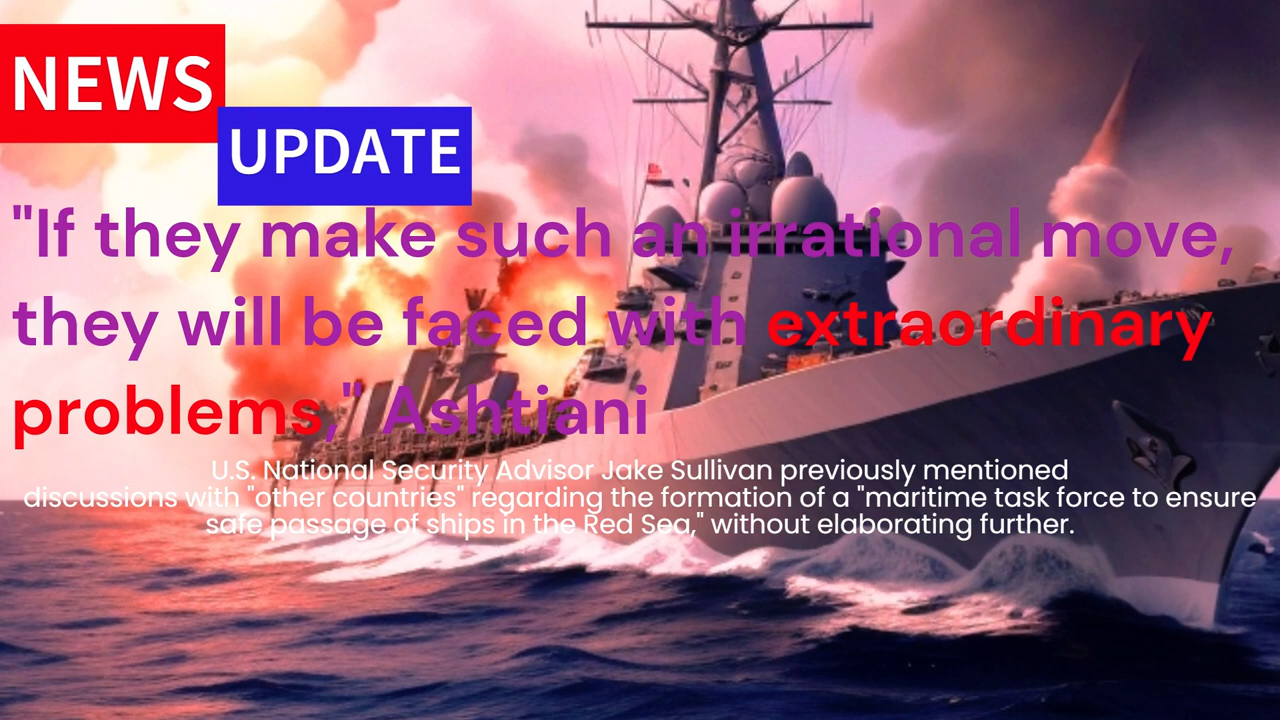 NEWS
UPDATE
"If they make such an irrational move,
they will be faced with extraordinary
problems," Ashtiani
U.S. National Security Advisor Jake Sullivan previously mentioned
discussions with "other countries" regarding the formation of a "maritime task force to ensure
safe passage of ships in the Red Sea," without elaborating further.